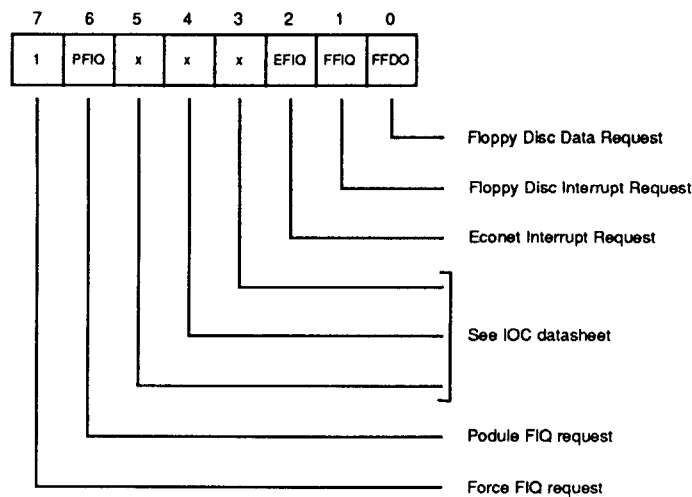 7 6 5 4 3 2 1 0
1 PFIQ x x x EFIQ FFIQ FFDQ
Floppy Disc Data Request
Floppy Disc Interrupt Request
Econet Interrupt Request
See IOC datasheet
Podule FIQ request
Force FIQ request